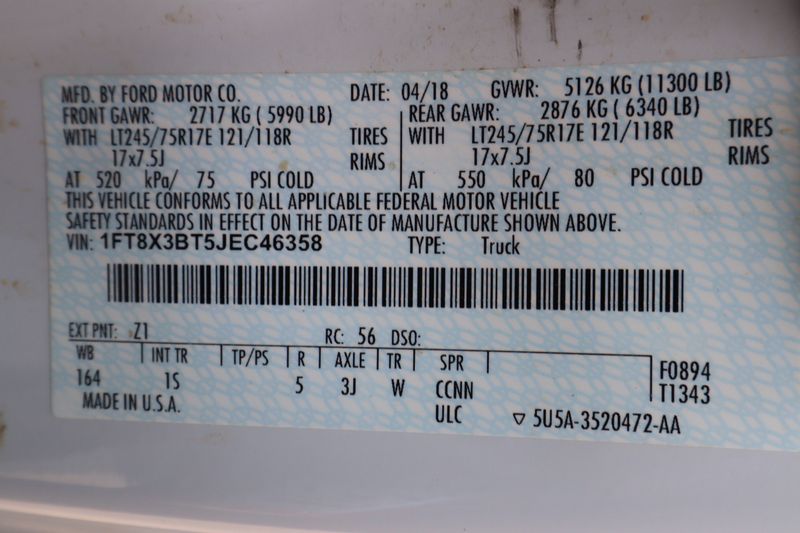 MFD. BY FORD MOTOR CO. DATE: 04/18 GVWR: 5126 KG (11300 LB)
FRONT GAWR: 2717 KG ( 5990 LB) REAR GAWR: 2876 KG ( 6340 LB)
WITH LT245/75R17E 121/118R TIRES WITH LT245/75R17E 121/118R TIRES
17x7.5J RIMS 17x7.5J RIMS
AT 520 kPa/ 75 PSI COLD AT 550 kPa/ 80 PSI COLD
THIS VEHICLE CONFORMS TO ALL APPLICABLE FEDERAL MOTOR VEHICLE
SAFETY STANDARDS IN EFFECT ON THE DATE OF MANUFACTURE SHOWN ABOVE.
VIN: 1FT8X3BT5JEC46358 TYPE: Truck
EXT PNT: Z1 RC: 56 DSO:
WB INT TR TP/PS R AXLE TR SPR F0894
164 1S 5 3J W CCNN T1343
MADE IN U.S.A. ULC ▽ 5U5A-3520472-AA